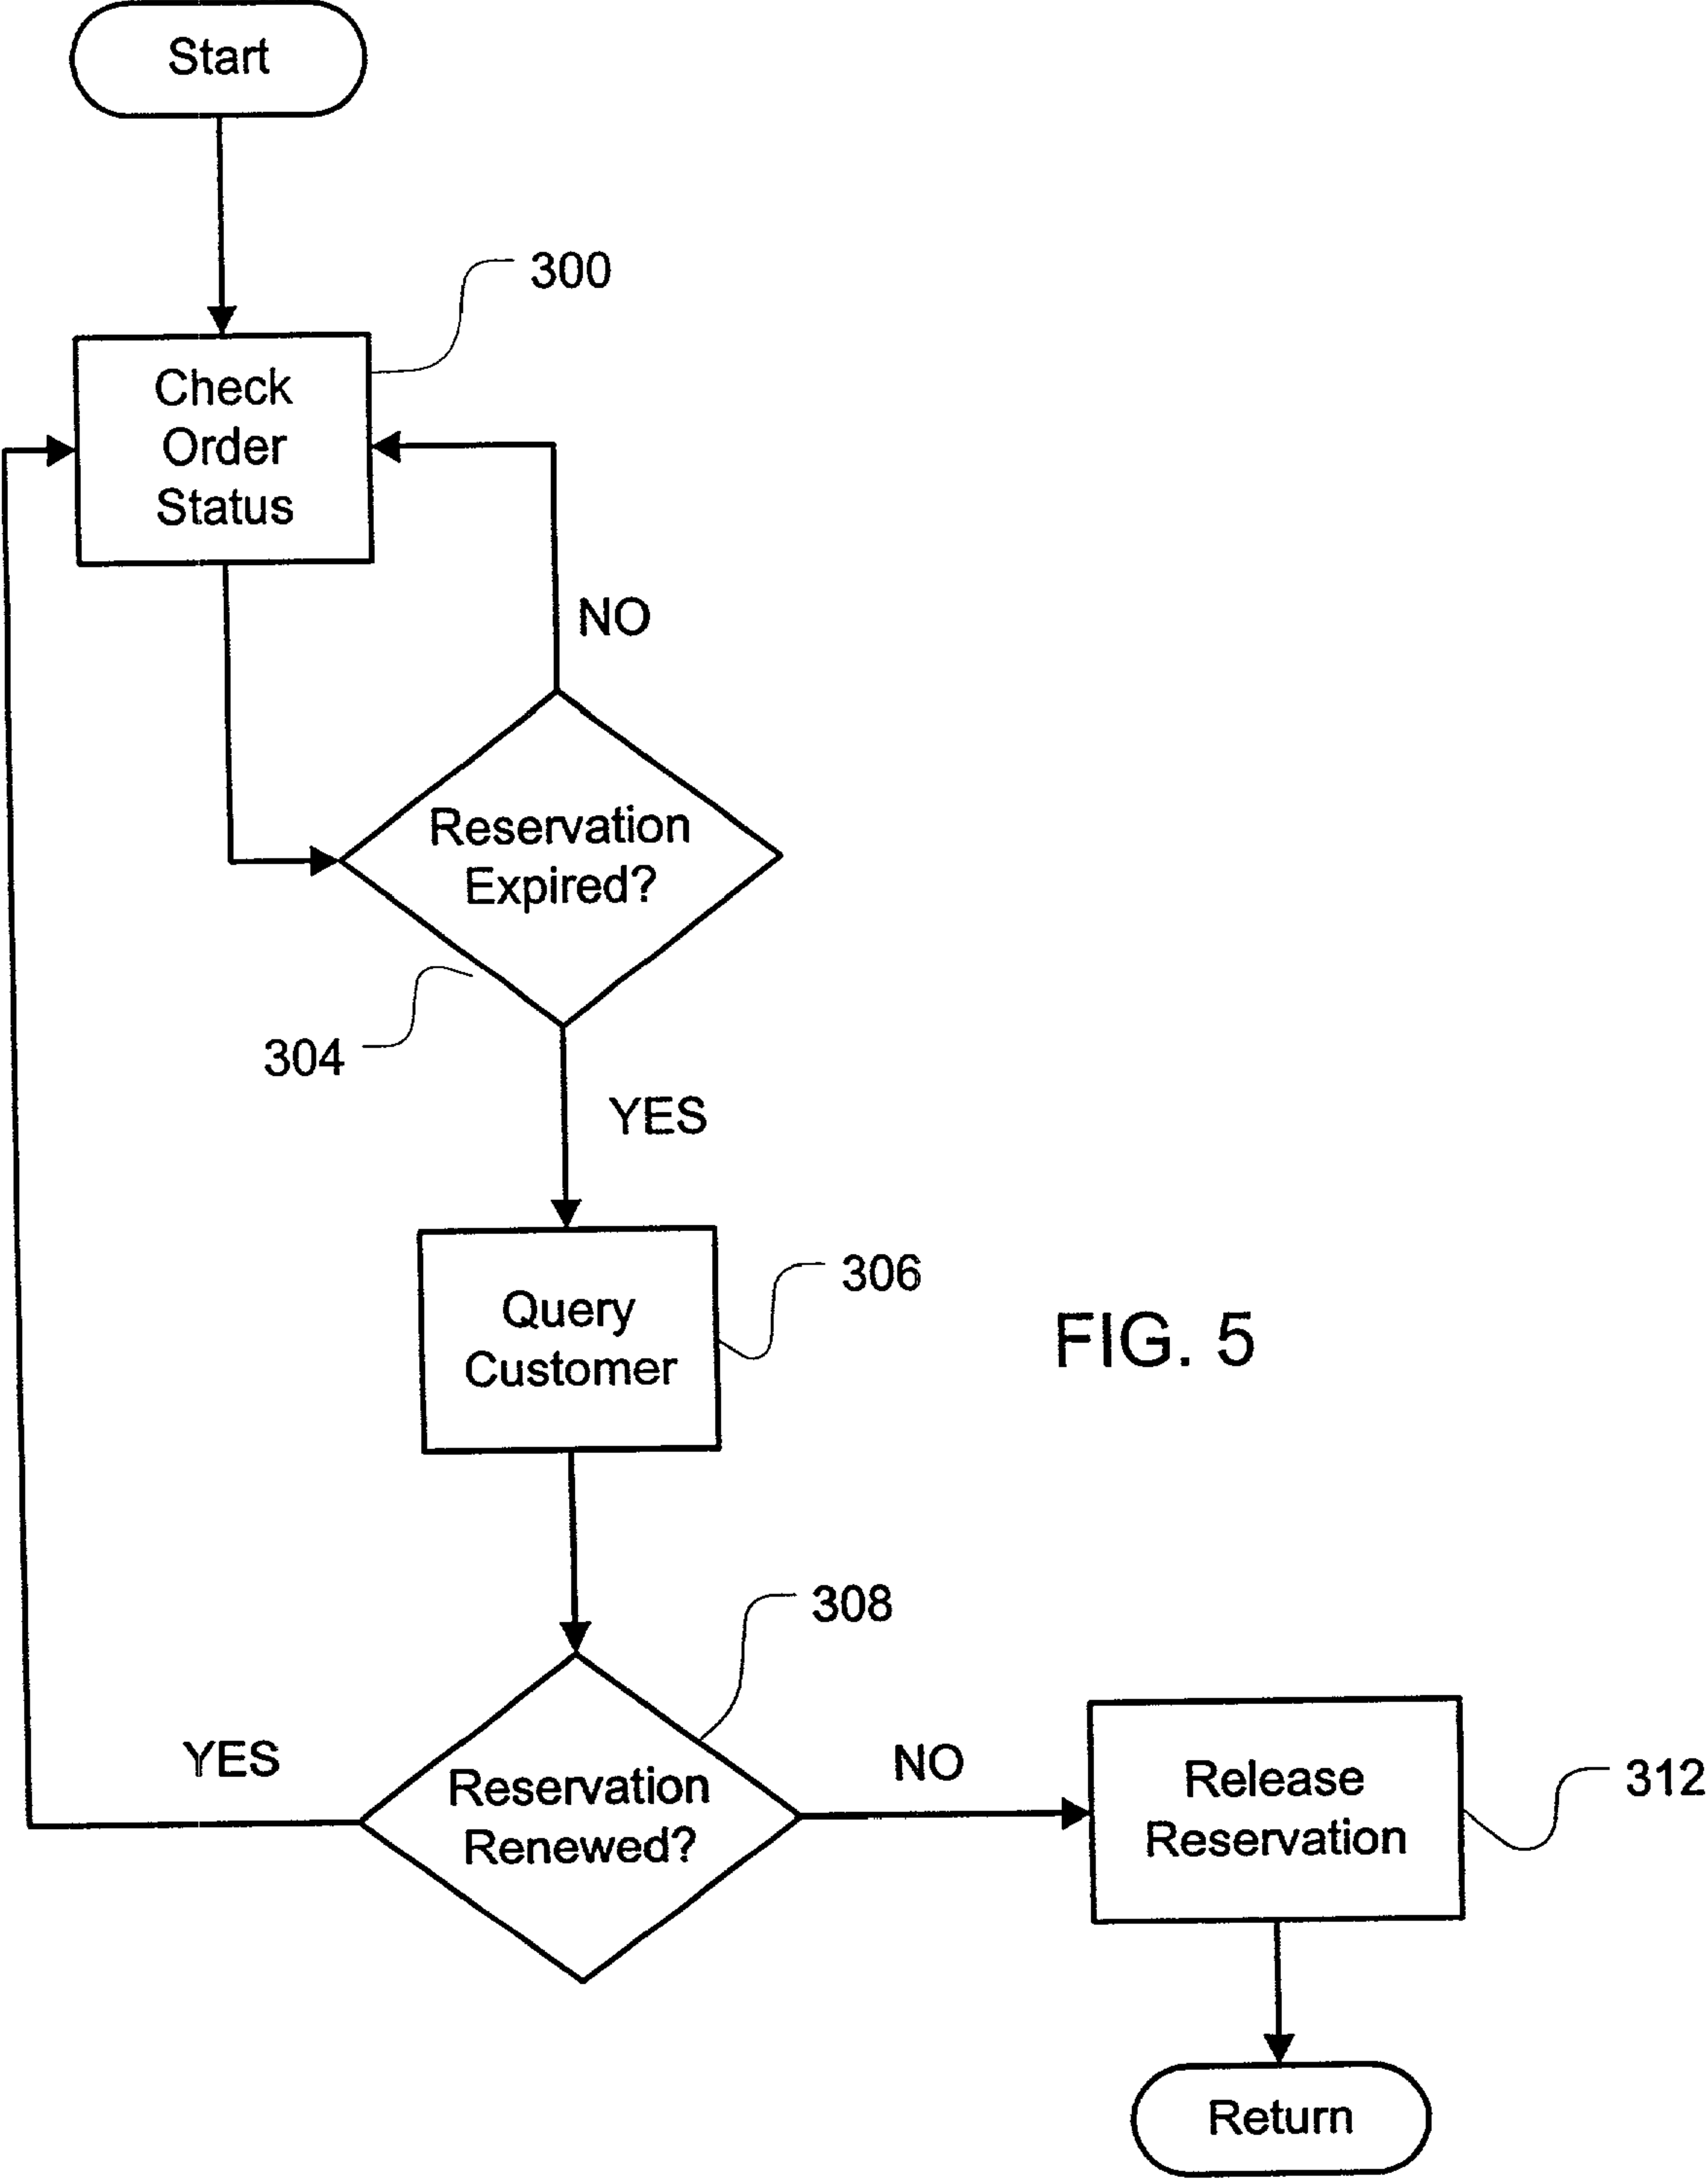 Start
300
Check
Order
Status
NO
Reservation
Expired?
304
YES
306
Query
Customer
FIG. 5
308
YES
Reservation
Renewed?
NO
Release
Reservation
312
Return